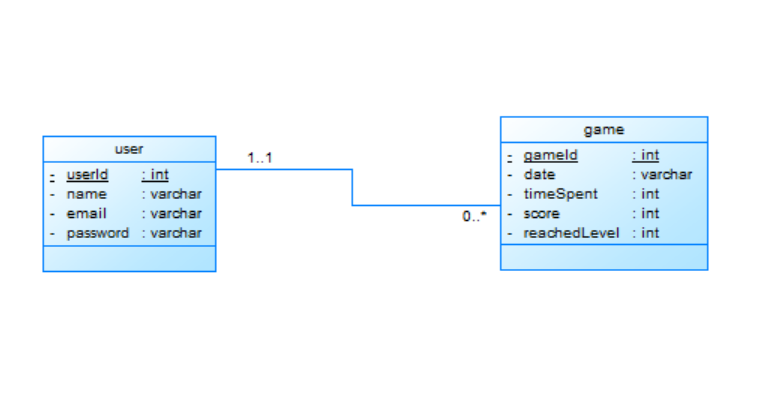 user
- userId : int
- name : varchar
- email : varchar
- password : varchar
1..1
0..*
game
- gameId : int
- date : varchar
- timeSpent : int
- score : int
- reachedLevel : int